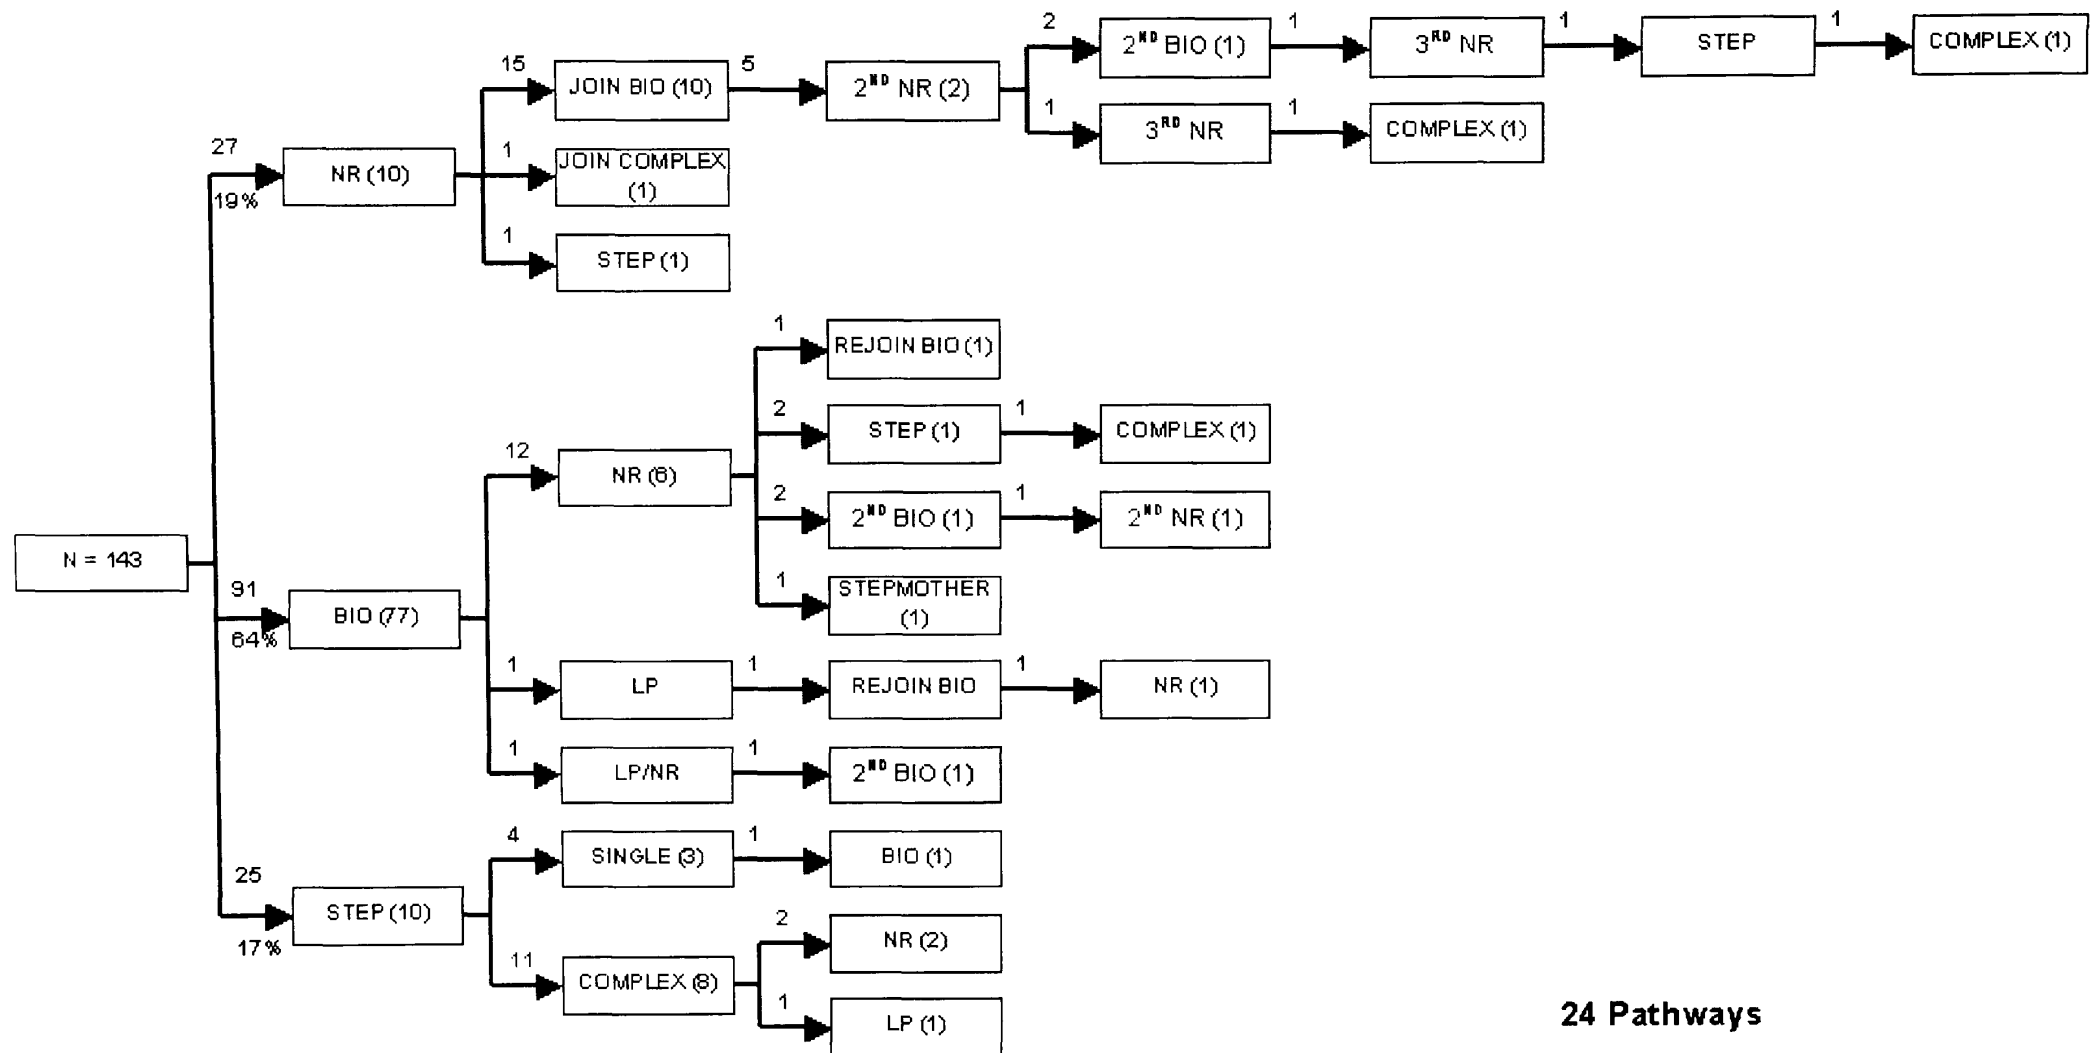 2ND BIO (1)
1
3RD NR
1
STEP
1
COMPLEX (1)
2
15
JOIN BIO (10)
5
2ND NR (2)
1
3RD NR
1
COMPLEX (1)
27
NR (10)
19%
1
JOIN COMPLEX
(1)
1
STEP (1)
1
REJOIN BIO (1)
2
STEP (1)
1
COMPLEX (1)
12
NR (6)
2
2ND BIO (1)
1
2ND NR (1)
N = 143
1
STEPMOTHER
(1)
91
BIO (77)
64%
1
LP
1
REJOIN BIO
1
NR (1)
1
LP/NR
1
2ND BIO (1)
4
SINGLE (3)
1
BIO (1)
25
STEP (10)
17%
11
COMPLEX (8)
2
NR (2)
1
LP (1)
24 Pathways